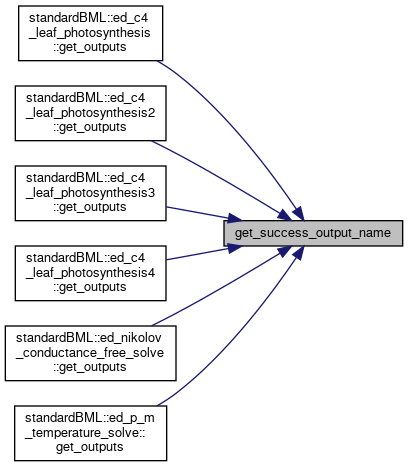 standardBML::ed_c4
_leaf_photosynthesis
::get_outputs
standardBML::ed_c4
_leaf_photosynthesis2
::get_outputs
standardBML::ed_c4
_leaf_photosynthesis3
::get_outputs
get_success_output_name
standardBML::ed_c4
_leaf_photosynthesis4
::get_outputs
standardBML::ed_nikolov
_conductance_free_solve
::get_outputs
standardBML::ed_p_m
_temperature_solve::
get_outputs